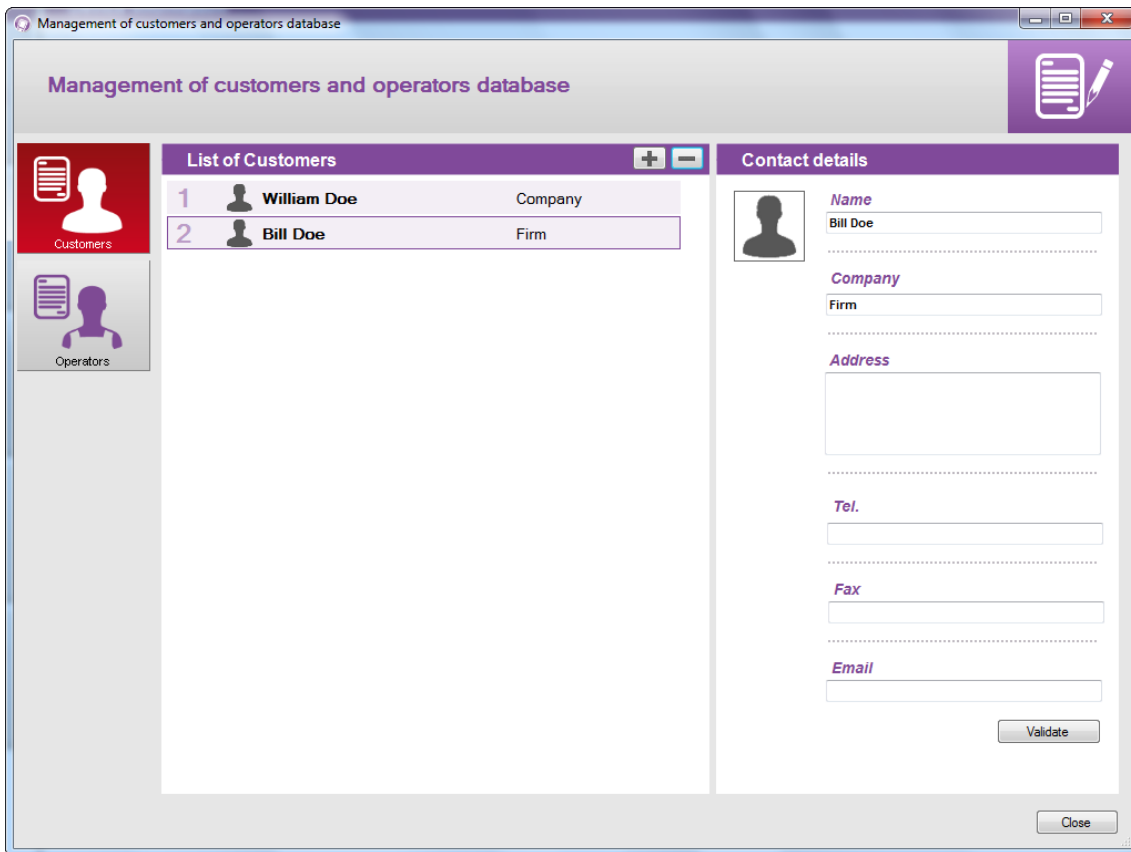 Management of customers and operators database
Management of customers and operators database
Customers
Operators
List of Customers
1 William Doe Company
2 Bill Doe Firm
Contact details
Name
Bill Doe
Company
Firm
Address
Tel.
Fax
Email
Validate
Close